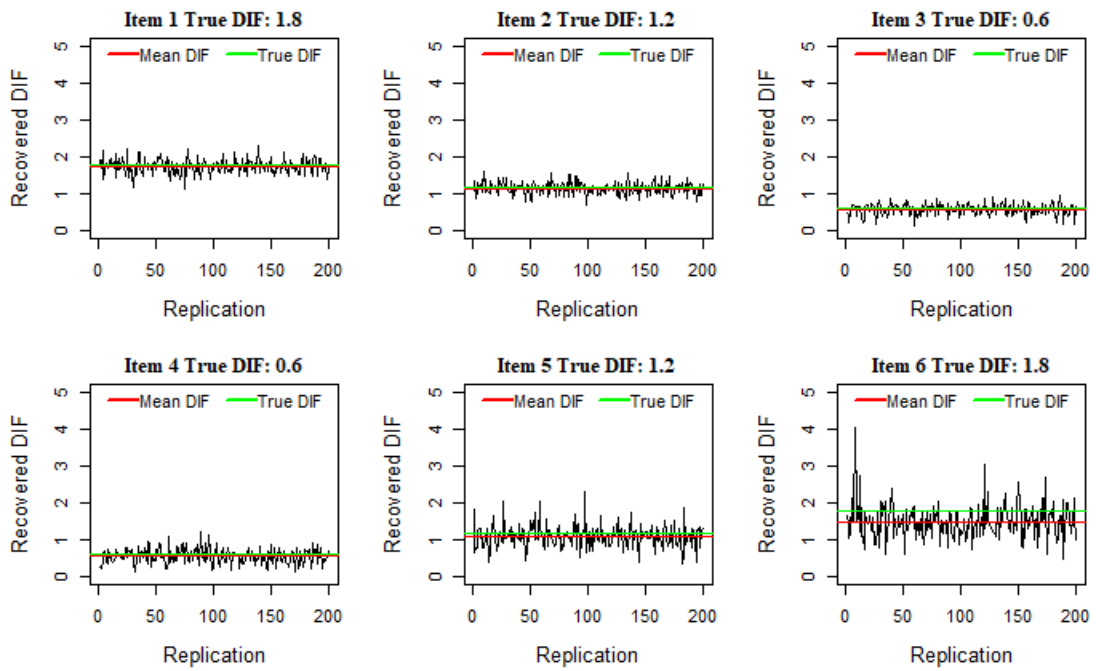 Item 1 True DIF: 1.8
Mean DIF True DIF
Recovered DIF
5
4
3
2
1
0
0 50 100 150 200
Replication
Item 2 True DIF: 1.2
Mean DIF True DIF
Recovered DIF
5
4
3
2
1
0
0 50 100 150 200
Replication
Item 3 True DIF: 0.6
Mean DIF True DIF
Recovered DIF
5
4
3
2
1
0
0 50 100 150 200
Replication
Item 4 True DIF: 0.6
Mean DIF True DIF
Recovered DIF
5
4
3
2
1
0
0 50 100 150 200
Replication
Item 5 True DIF: 1.2
Mean DIF True DIF
Recovered DIF
5
4
3
2
1
0
0 50 100 150 200
Replication
Item 6 True DIF: 1.8
Mean DIF True DIF
Recovered DIF
5
4
3
2
1
0
0 50 100 150 200
Replication